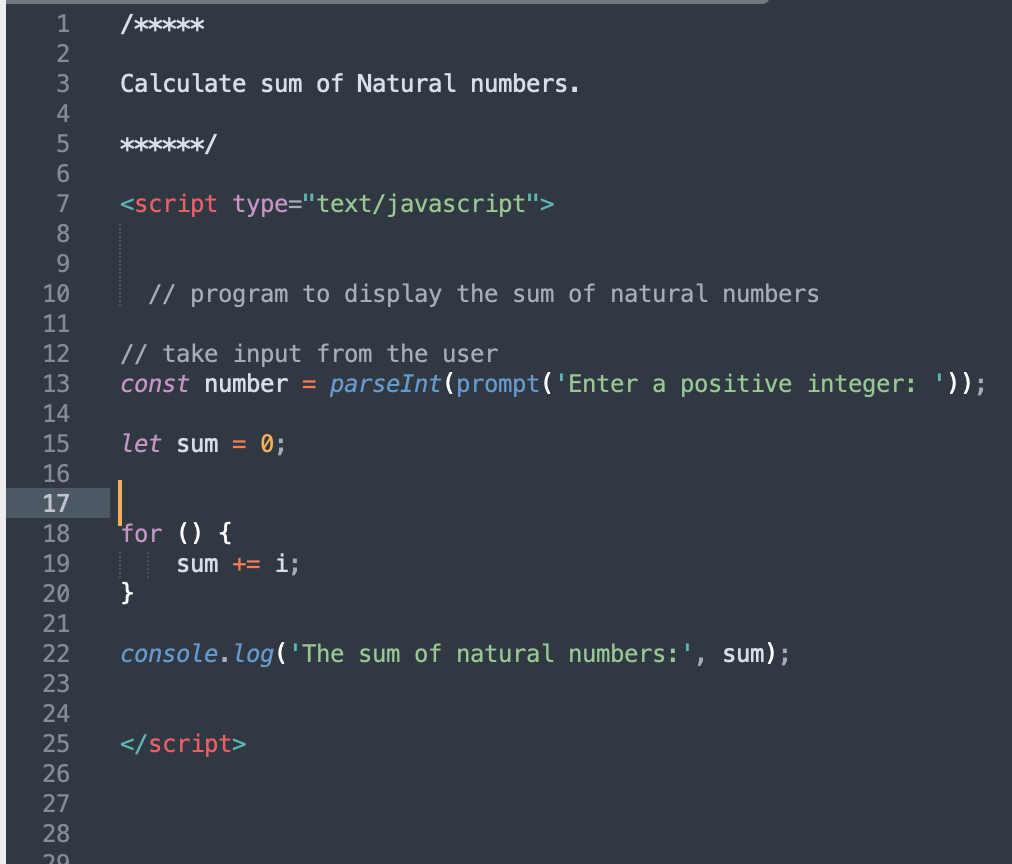 1 /*****
2
3 Calculate sum of Natural numbers.
4
5 ******/
6
7 <script type="text/javascript">
8
9
10 // program to display the sum of natural numbers
11
12 // take input from the user
13 const number = parseInt(prompt('Enter a positive integer: '));
14
15 let sum = 0;
16
17
18 for () {
19 sum += i;
20 }
21
22 console.log('The sum of natural numbers:', sum);
23
24
25 </script>
26
27
28
29